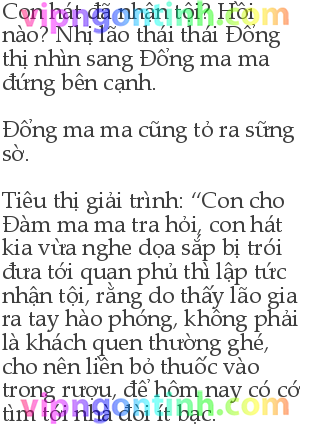 Con hát đã nhận tội? Hồi
nào? Nhị lão thái thái Đổng
thị nhìn sang Đổng ma ma
đứng bên cạnh.
Đổng ma ma cũng tỏ ra sững
sờ.
Tiêu thị giải trình: “Con cho
Đàm ma ma tra hỏi, con hát
kia vừa nghe dọa sắp bị trói
đưa tới quan phủ thì lập tức
nhận tội, rằng do thấy lão gia
ra tay hào phóng, không phải
là khách quen thường ghé,
cho nên liền bỏ thuốc vào
trong rượu, để hôm nay có cớ
tìm tới nhà đòi ít bạc.
vipngontinh.com
vipngontinh.com
vipngontinh.com